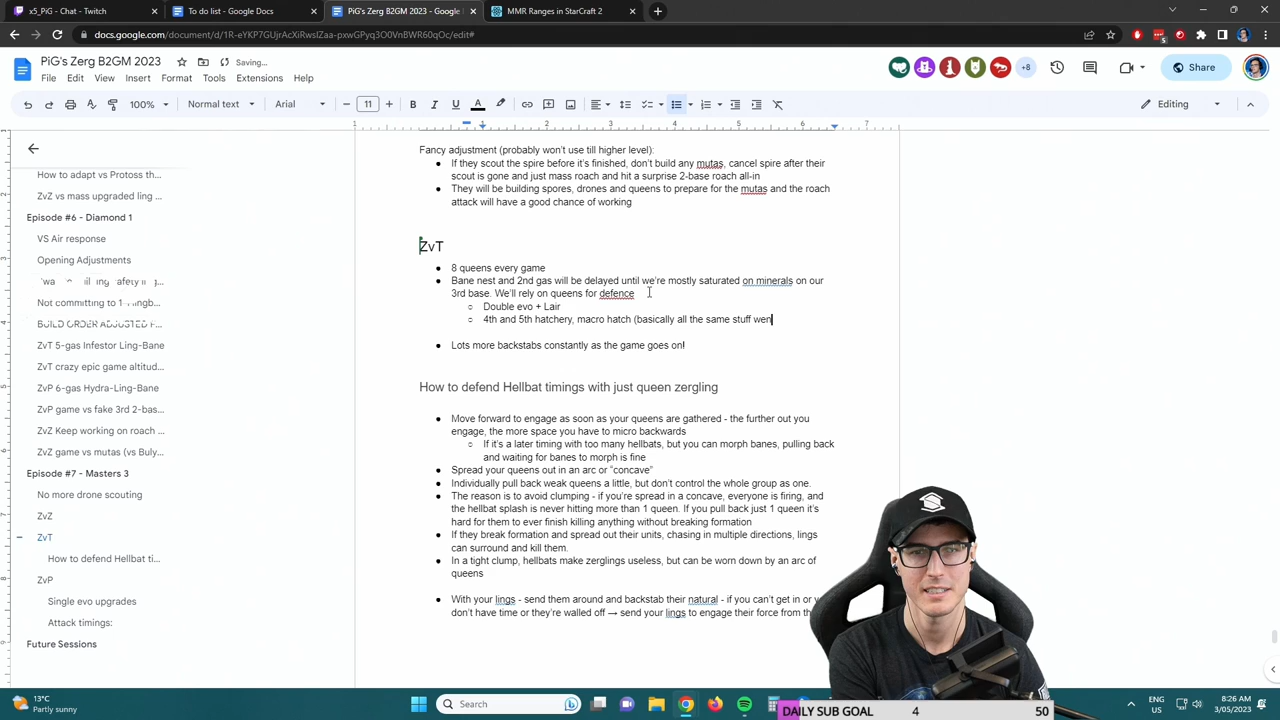 x5_PiG - Twitch
To do list - Google Docs
PiG's Zerg B2GM 2023 - Google
MMR Ranges in StarCraft 2
docs.google.com/document/d/1R-eYKP7GUjrAcXiRwsIZaa-pxwGPyq3O0VnBWR60qOc/edit#
PiG's Zerg B2GM 2023
Saving...
File Edit View Insert Format Tools Extensions Help
+8
Share
100%
Normal text
Arial
11
Editing
1 1 2 3 4 5 6 7
How to adapt vs Protoss th...
ZvZ vs mass upgraded ling ...
Episode #6 - Diamond 1
VS Air response
Opening Adjustments
Not committing to 1-1 lingb...
BUILD ORDER ADJUSTED F...
ZvT 5-gas Infestor Ling-Bane
ZvT crazy epic game altitud...
ZvP 6-gas Hydra-Ling-Bane
ZvP game vs fake 3rd 2-bas...
ZvZ Keep working on roach ...
ZvZ game vs mutas (vs Buly...
Episode #7 - Masters 3
No more drone scouting
ZvZ
ZvT
How to defend Hellbat ti...
ZvP
Single evo upgrades
Attack timings:
Future Sessions
Fancy adjustment (probably won't use till higher level):
● If they scout the spire before it's finished, don't build any mutas, cancel spire after their
scout is gone and just mass roach and hit a surprise 2-base roach all-in
● They will be building spores, drones and queens to prepare for the mutas and the roach
attack will have a good chance of working
ZvT
● 8 queens every game
● Bane nest and 2nd gas will be delayed until we're mostly saturated on minerals on our
3rd base. We'll rely on queens for defence
○ Double evo + Lair
○ 4th and 5th hatchery, macro hatch (basically all the same stuff wen
● Lots more backstabs constantly as the game goes on!
How to defend Hellbat timings with just queen zergling
● Move forward to engage as soon as your queens are gathered - the further out you
engage, the more space you have to micro backwards
○ If it's a later timing with too many hellbats, but you can morph banes, pulling back
and waiting for banes to morph is fine
● Spread your queens out in an arc or "concave"
● Individually pull back weak queens a little, but don't control the whole group as one.
● The reason is to avoid clumping - if you're spread in a concave, everyone is firing, and
the hellbat splash is never hitting more than 1 queen. If you pull back just 1 queen it's
hard for them to ever finish killing anything without breaking formation
● If they break formation and spread out their units, chasing in multiple directions, lings
can surround and kill them.
● In a tight clump, hellbats make zerglings useless, but can be worn down by an arc of
queens
● With your lings - send them around and backstab their natural - if you can't get in or
don't have time or they're walled off → send your lings to engage their force from
13°C
Partly sunny
Search
ENG
US
8:26 AM
3/05/2023
DAILY SUB GOAL 4 50